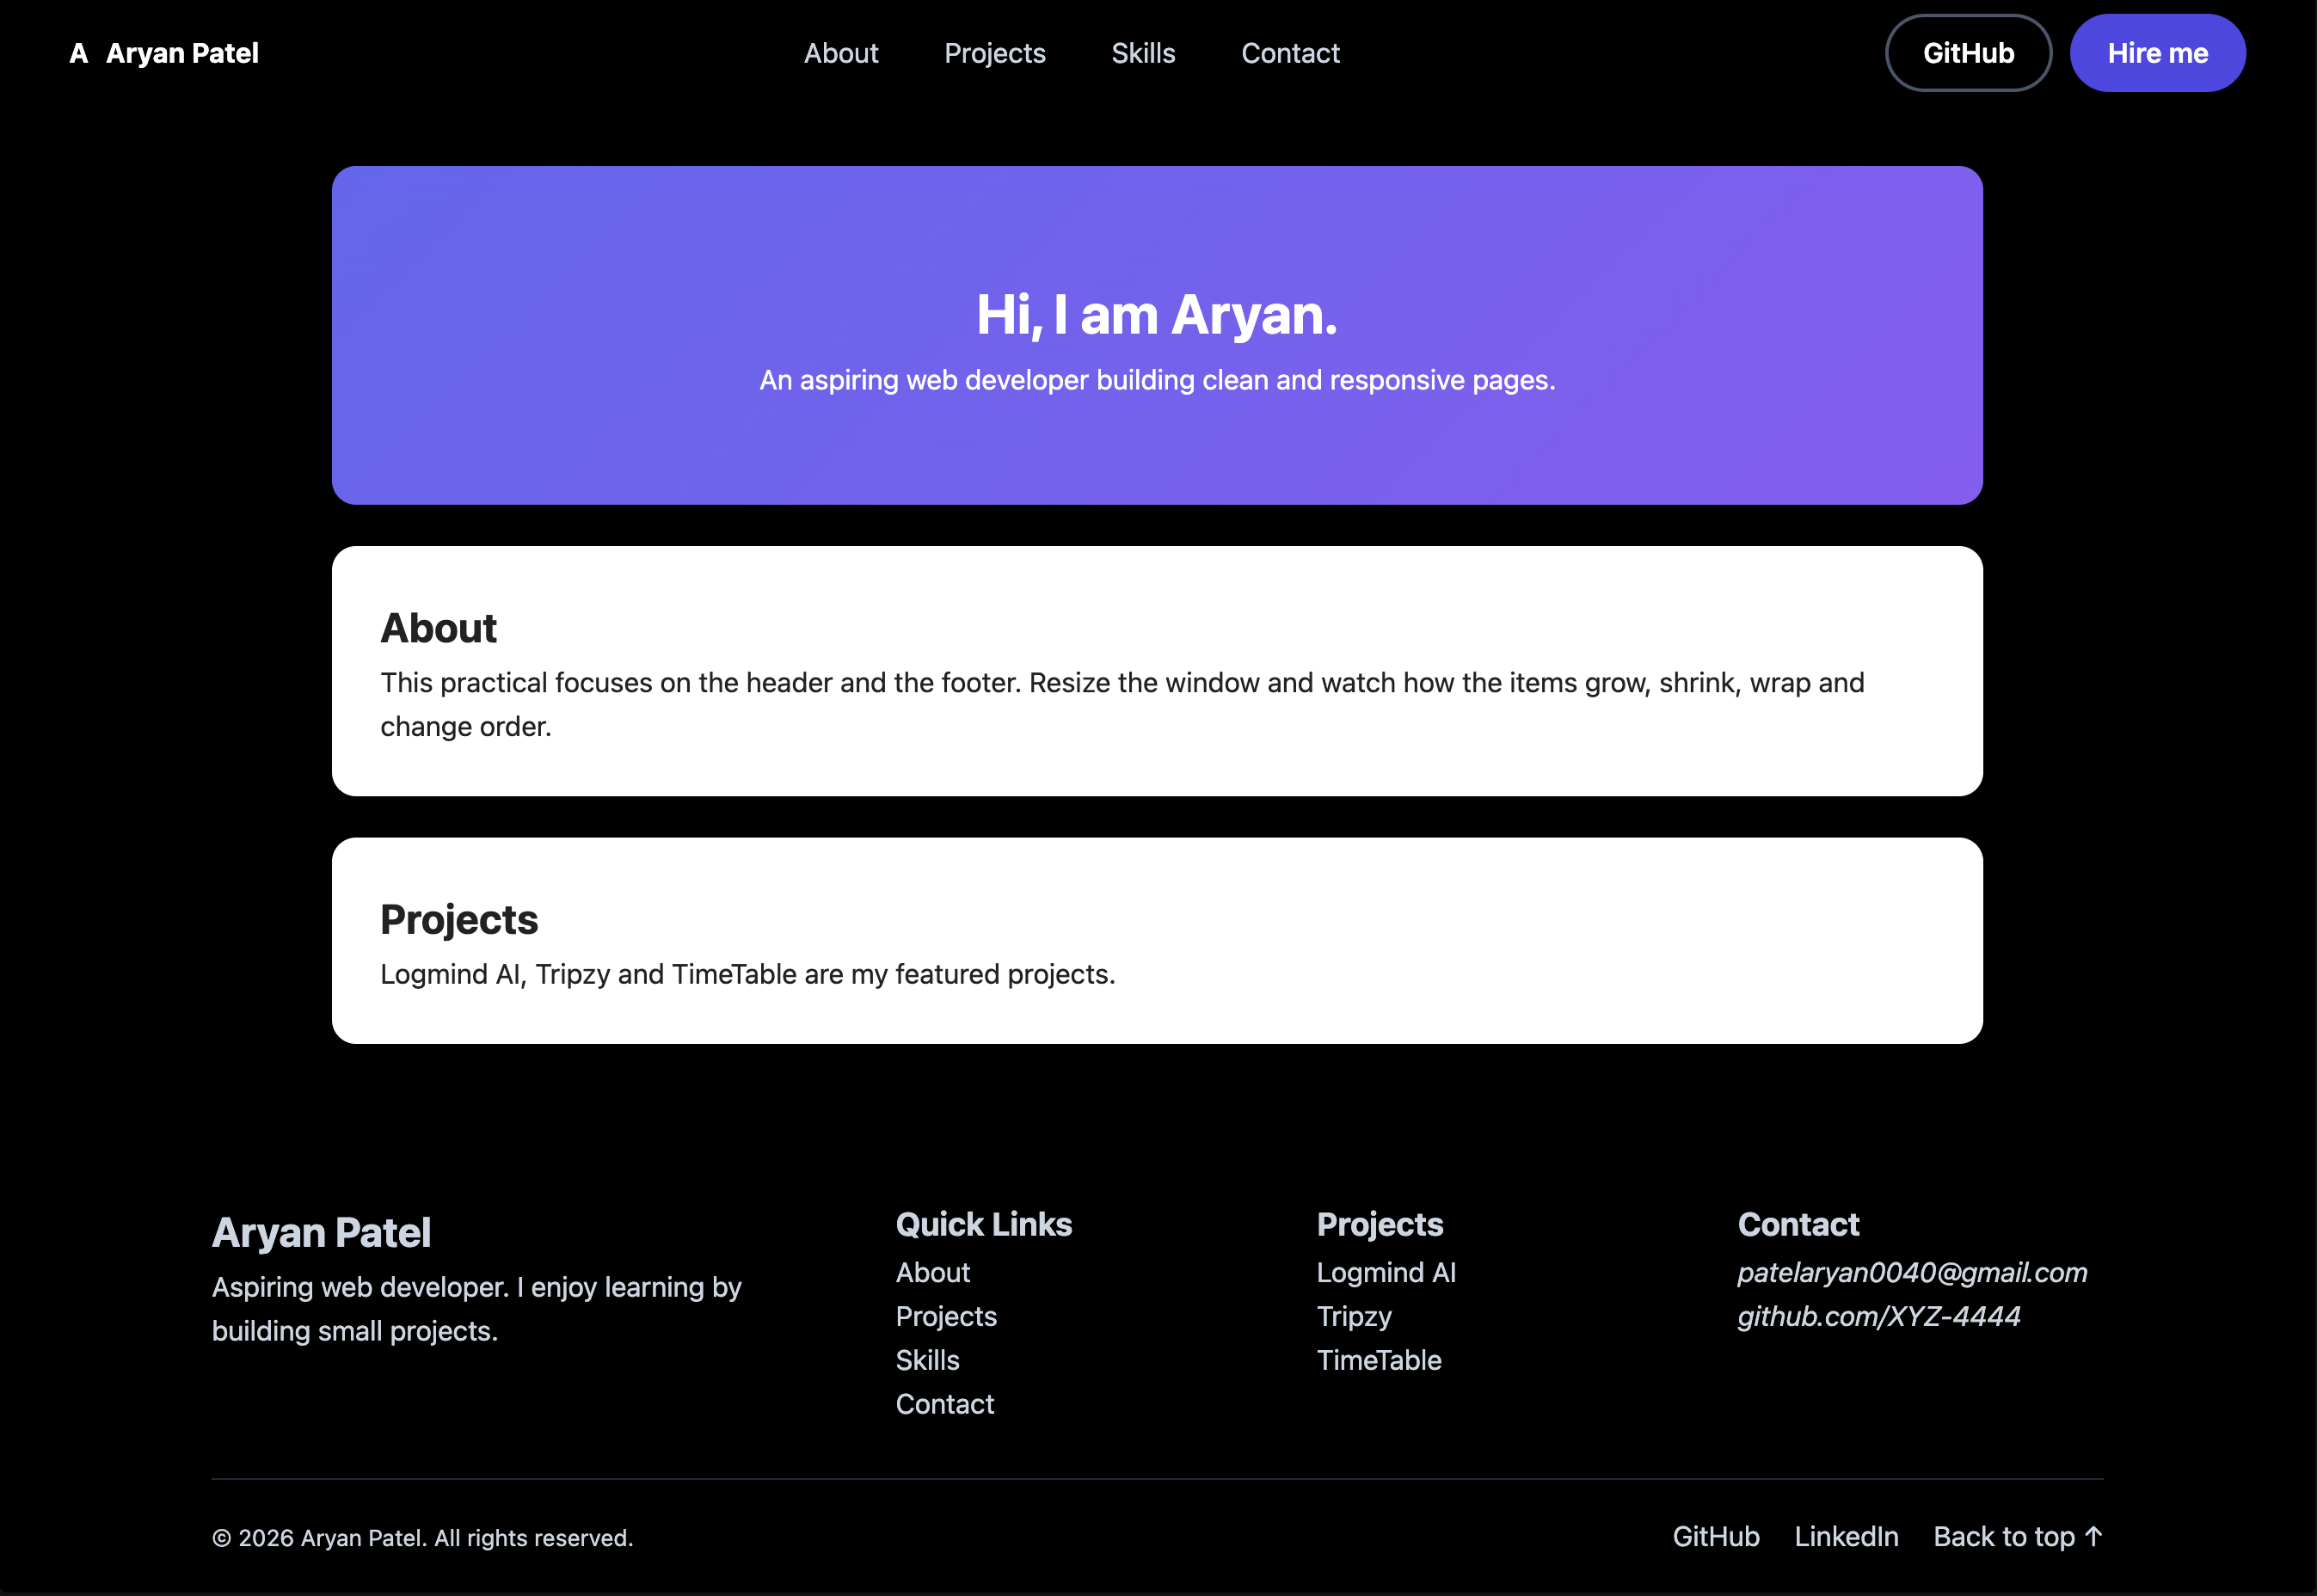 A Aryan Patel
About Projects Skills Contact
GitHub Hire me
Hi, I am Aryan.
An aspiring web developer building clean and responsive pages.
About
This practical focuses on the header and the footer. Resize the window and watch how the items grow, shrink, wrap and
change order.
Projects
Logmind AI, Tripzy and TimeTable are my featured projects.
Aryan Patel
Aspiring web developer. I enjoy learning by
building small projects.
Quick Links
About
Projects
Skills
Contact
Projects
Logmind AI
Tripzy
TimeTable
Contact
patelaryan0040@gmail.com
github.com/XYZ-4444
© 2026 Aryan Patel. All rights reserved.
GitHub LinkedIn Back to top ↑